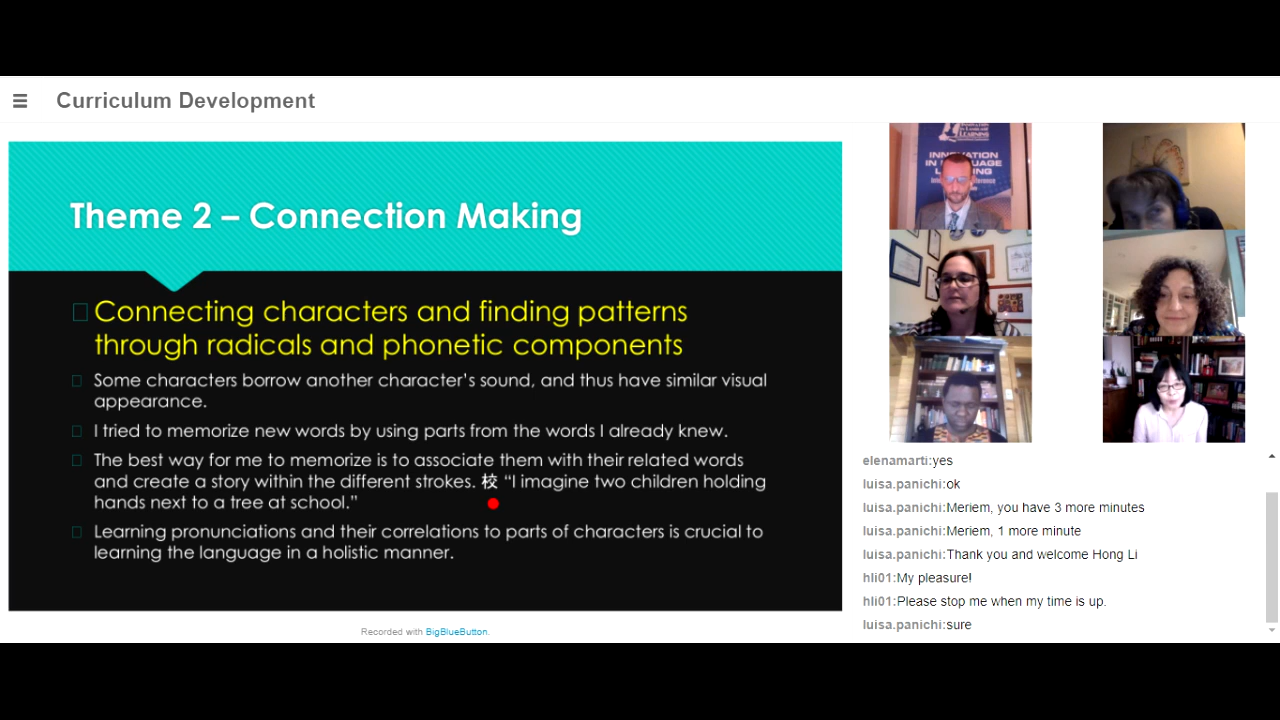 Curriculum Development
Theme 2 – Connection Making
Connecting characters and finding patterns
through radicals and phonetic components
Some characters borrow another character's sound, and thus have similar visual
appearance.
I tried to memorize new words by using parts from the words I already knew.
The best way for me to memorize is to associate them with their related words
and create a story within the different strokes. 校 “I imagine two children holding
hands next to a tree at school.”
Learning pronunciations and their correlations to parts of characters is crucial to
learning the language in a holistic manner.
Recorded with BigBlueButton.
INNOVATION
IN LANGUAGE
LEARNING
elenamarti:yes
luisa.panichi:ok
luisa.panichi:Meriem, you have 3 more minutes
luisa.panichi:Meriem, 1 more minute
luisa.panichi:Thank you and welcome Hong Li
hli01:My pleasure!
hli01:Please stop me when my time is up.
luisa.panichi:sure